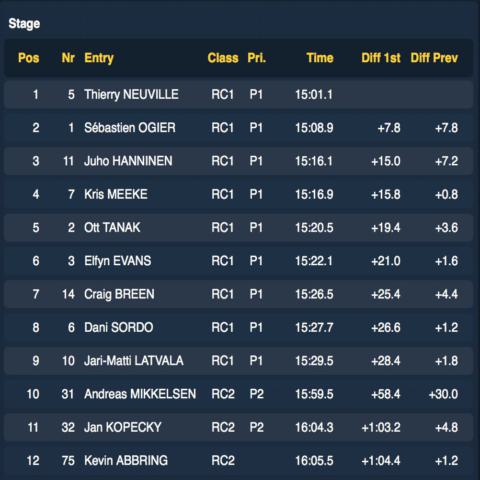 Stage
Pos Nr Entry Class Pri. Time Diff 1st Diff Prev
1 5 Thierry NEUVILLE RC1 P1 15:01.1
2 1 Sébastien OGIER RC1 P1 15:08.9 +7.8 +7.8
3 11 Juho HANNINEN RC1 P1 15:16.1 +15.0 +7.2
4 7 Kris MEEKE RC1 P1 15:16.9 +15.8 +0.8
5 2 Ott TANAK RC1 P1 15:20.5 +19.4 +3.6
6 3 Elfyn EVANS RC1 P1 15:22.1 +21.0 +1.6
7 14 Craig BREEN RC1 P1 15:26.5 +25.4 +4.4
8 6 Dani SORDO RC1 P1 15:27.7 +26.6 +1.2
9 10 Jari-Matti LATVALA RC1 P1 15:29.5 +28.4 +1.8
10 31 Andreas MIKKELSEN RC2 P2 15:59.5 +58.4 +30.0
11 32 Jan KOPECKY RC2 P2 16:04.3 +1:03.2 +4.8
12 75 Kevin ABBRING RC2 16:05.5 +1:04.4 +1.2